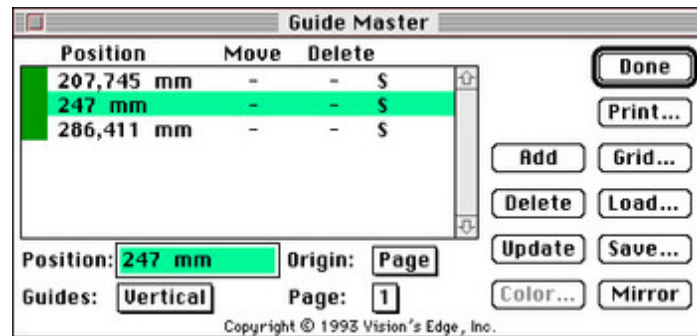 Guide Master
Position Move Delete
207,745 mm - - S
247 mm - - S
286,411 mm - - S
Done
Print...
Add Grid...
Delete Load...
Update Save...
Color... Mirror
Position: 247 mm Origin: Page
Guides: Vertical Page: 1
Copyright © 1993 Vision's Edge, Inc.